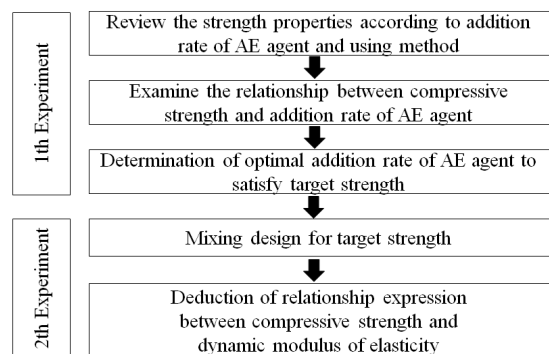 1th Experiment
Review the strength properties according to addition
rate of AE agent and using method
Examine the relationship between compressive
strength and addition rate of AE agent
Determination of optimal addition rate of AE agent to
satisfy target strength
2th Experiment
Mixing design for target strength
Deduction of relationship expression
between compressive strength and
dynamic modulus of elasticity